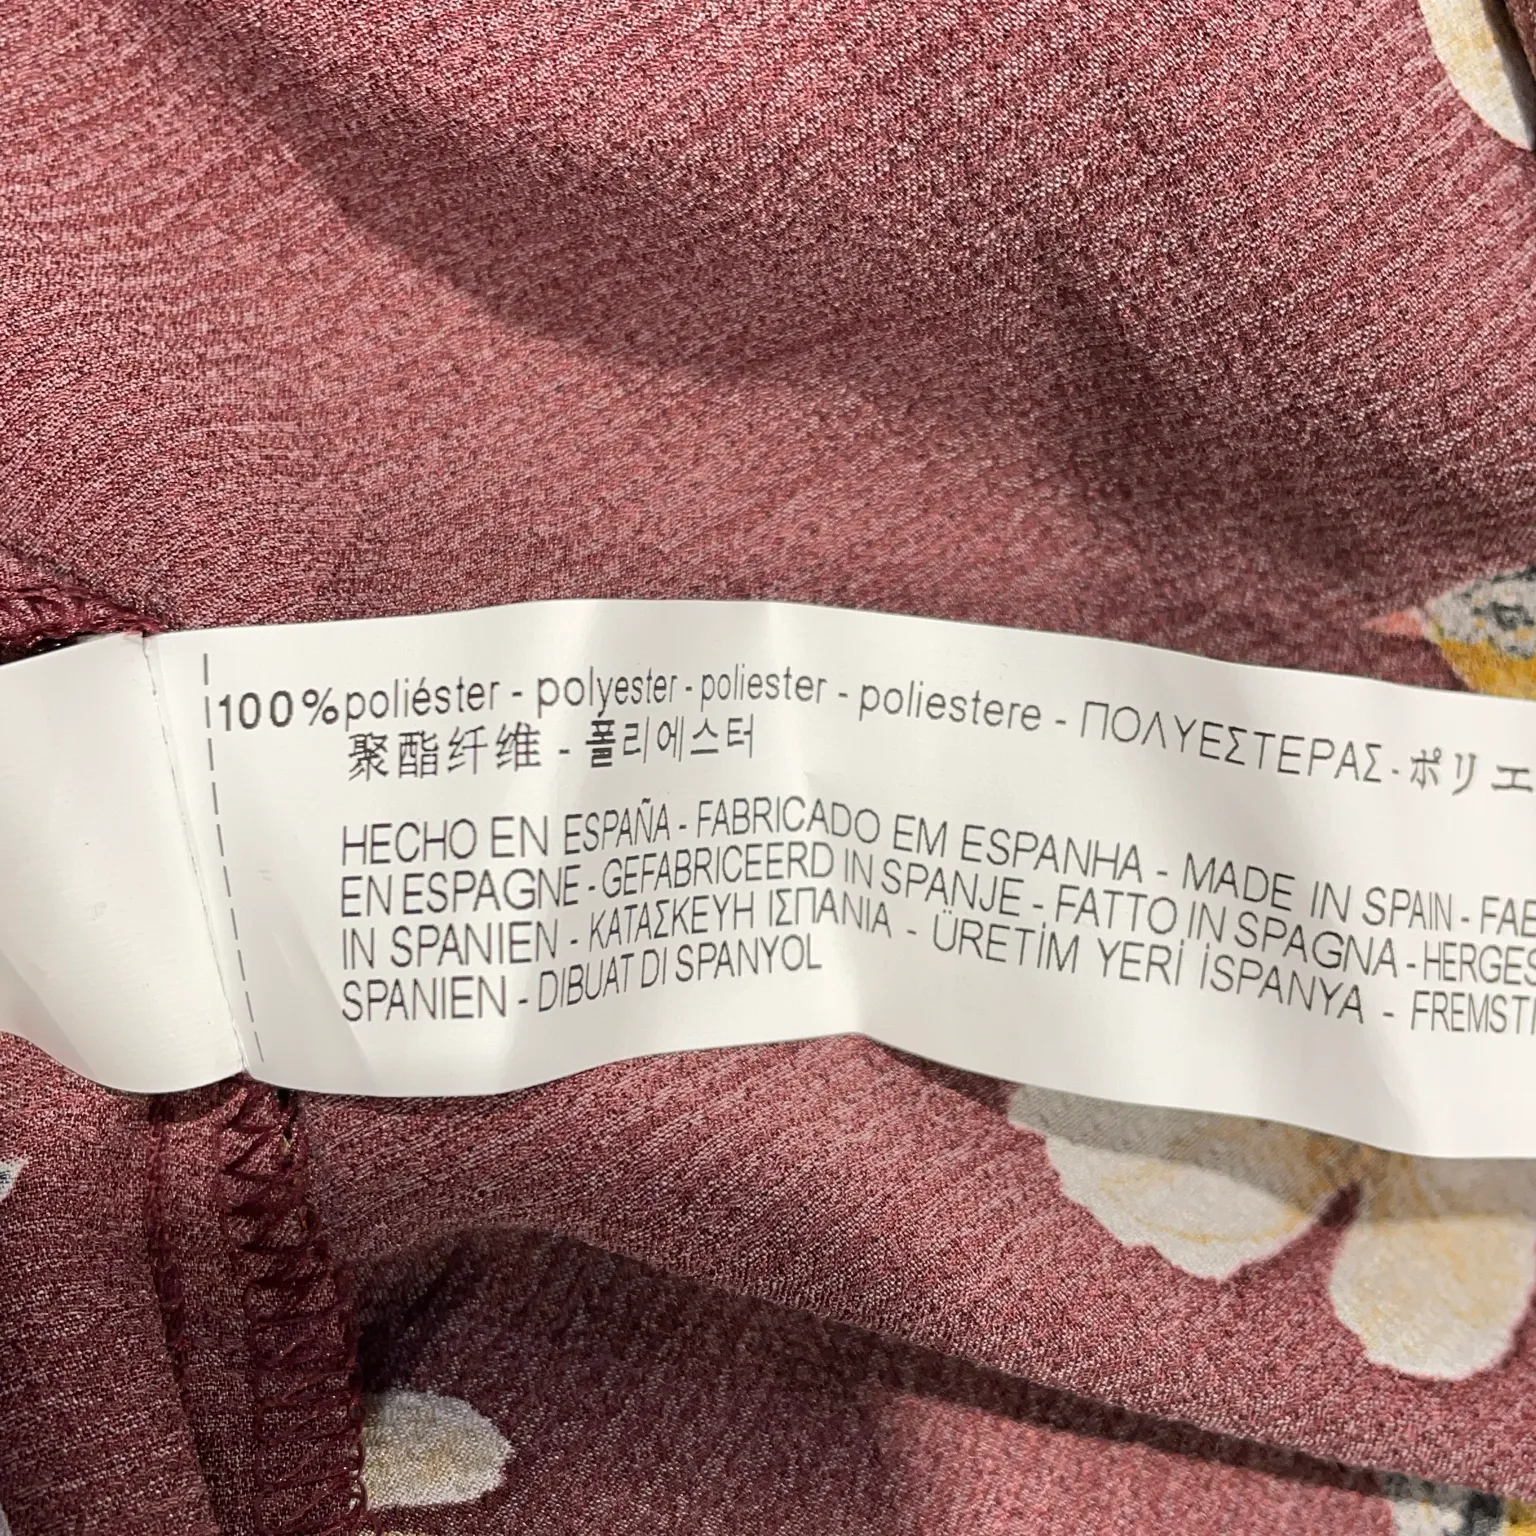 100% poliéster - polyester - poliester - poliestere - ΠΟΛΥΕΣΤΕΡΑΣ - ポリエ
聚酯纤维 - 폴리에스터
HECHO EN ESPAÑA - FABRICADO EM ESPANHA - MADE IN SPAIN - FAB
EN ESPAGNE - GEFABRICEERD IN SPANJE - FATTO IN SPAGNA - HERGES
IN SPANIEN - ΚΑΤΑΣΚΕΥΗ ΙΣΠΑΝΙΑ - ÜRETİM YERİ İSPANYA - FREMSTI
SPANIEN - DIBUAT DI SPANYOL